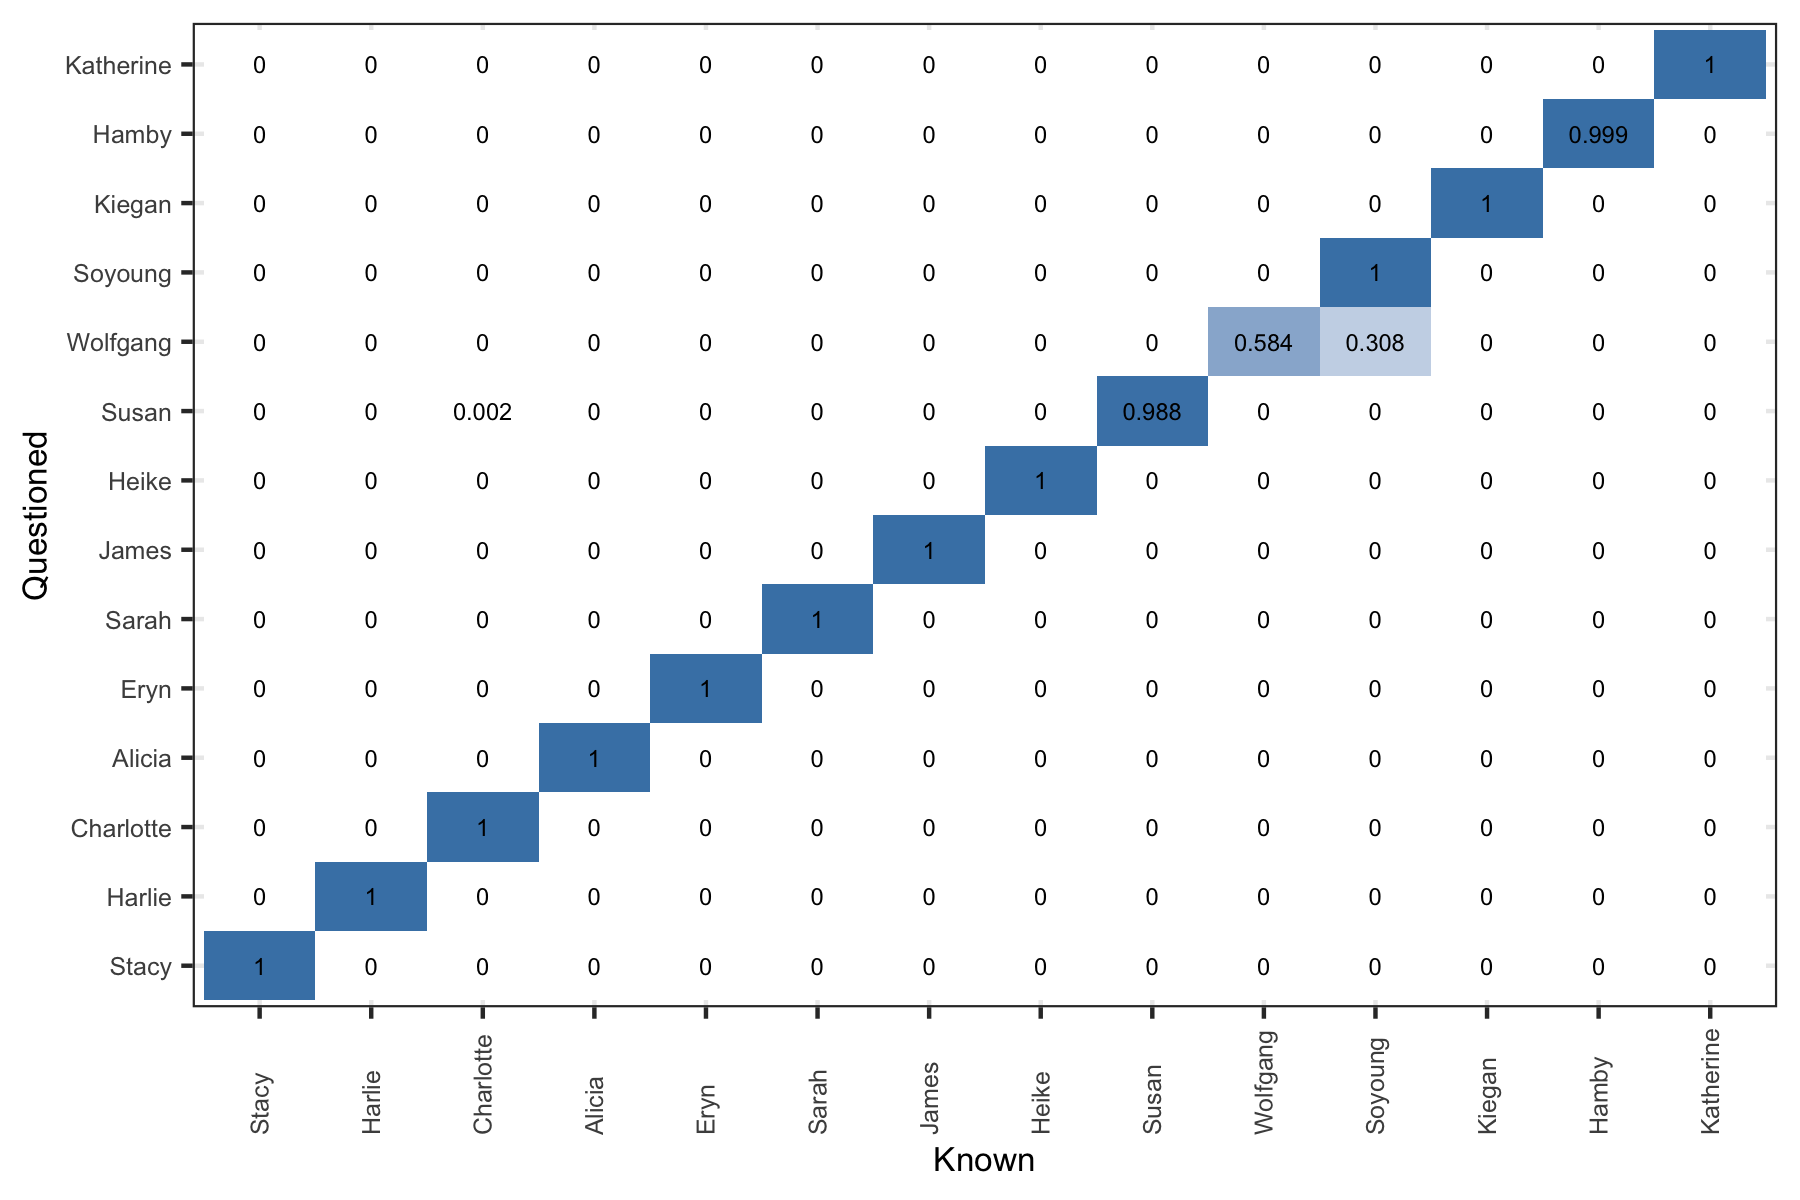 Katherine 0 0 0 0 0 0 0 0 0 0 0 0 0 1
Hamby 0 0 0 0 0 0 0 0 0 0 0 0 0.999 0
Kiegan 0 0 0 0 0 0 0 0 0 0 0 1 0 0
Soyoung 0 0 0 0 0 0 0 0 0 0 1 0 0 0
Wolfgang 0 0 0 0 0 0 0 0 0 0.584 0.308 0 0 0
Susan 0 0 0.002 0 0 0 0 0 0.988 0 0 0 0 0
Heike 0 0 0 0 0 0 0 1 0 0 0 0 0 0
James 0 0 0 0 0 0 1 0 0 0 0 0 0 0
Sarah 0 0 0 0 0 1 0 0 0 0 0 0 0 0
Eryn 0 0 0 0 1 0 0 0 0 0 0 0 0 0
Alicia 0 0 0 1 0 0 0 0 0 0 0 0 0 0
Charlotte 0 0 1 0 0 0 0 0 0 0 0 0 0 0
Harlie 0 1 0 0 0 0 0 0 0 0 0 0 0 0
Stacy 1 0 0 0 0 0 0 0 0 0 0 0 0 0
Questioned
Stacy Harlie Charlotte Alicia Eryn Sarah James Heike Susan Wolfgang Soyoung Kiegan Hamby Katherine
Known